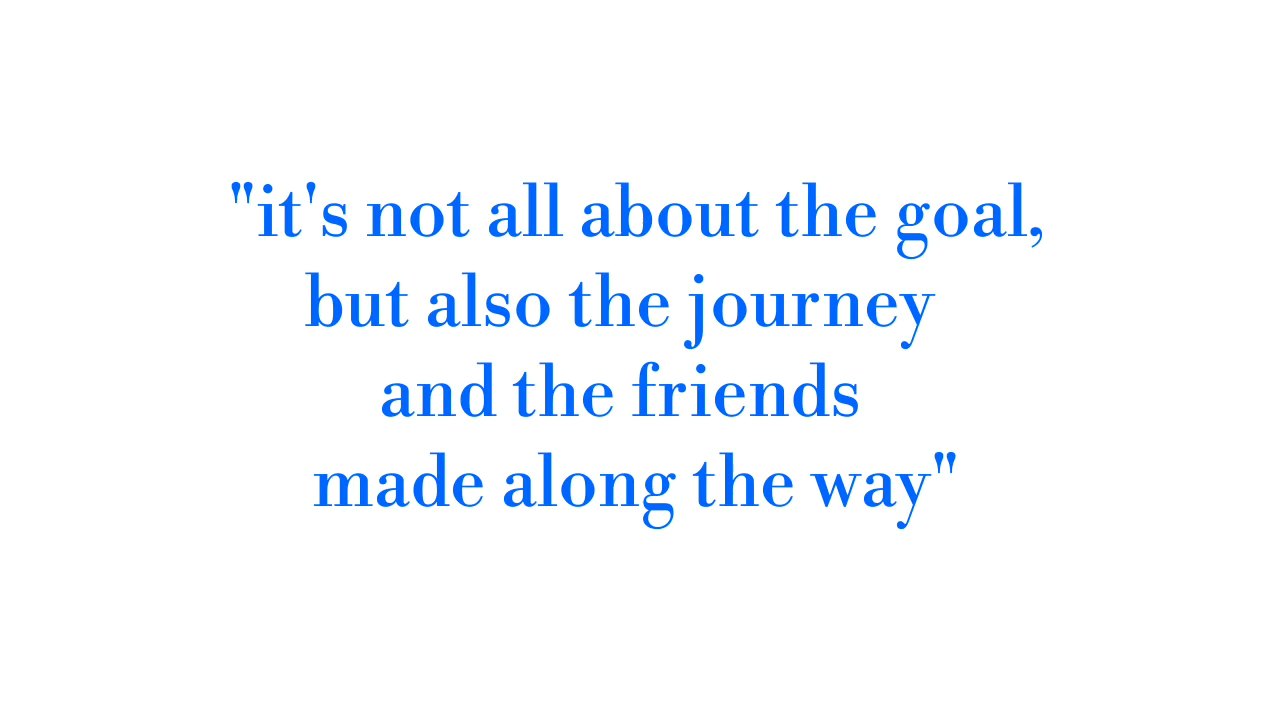 "it's not all about the goal,
but also the journey
and the friends
made along the way"